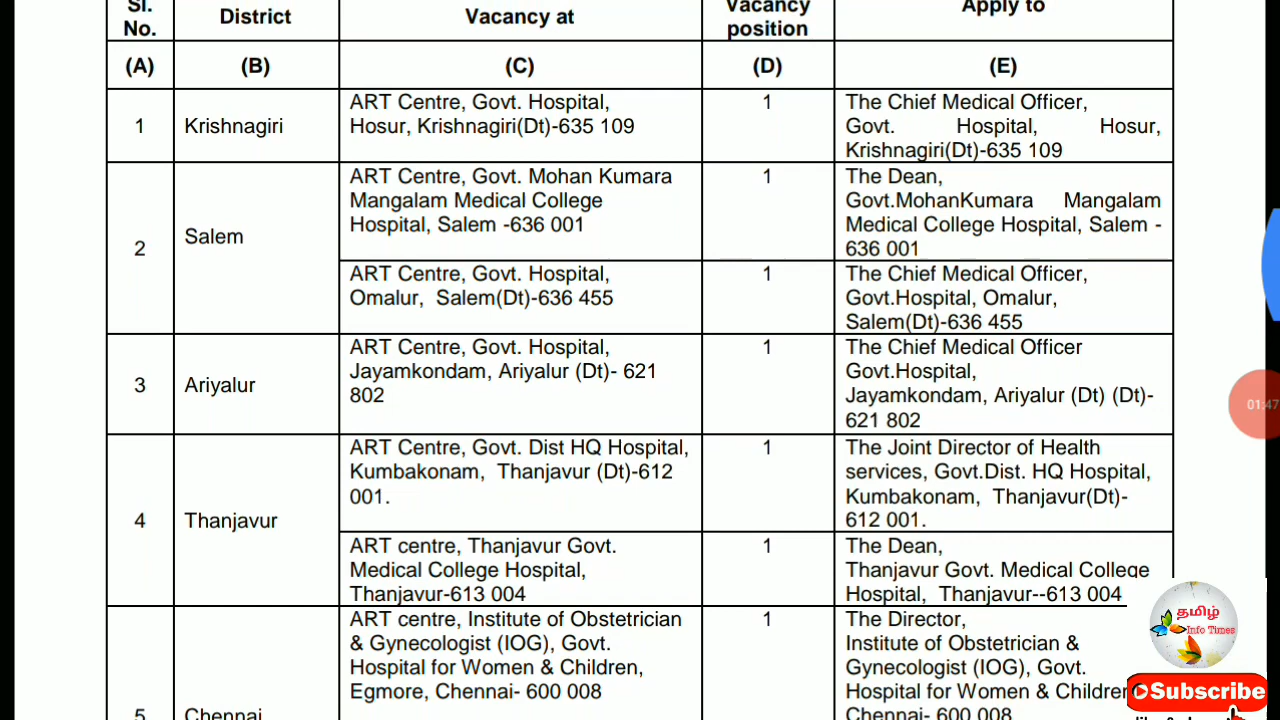 Sl.
No.
District
Vacancy at
Vacancy
position
Apply to
(A)
(B)
(C)
(D)
(E)
1
Krishnagiri
ART Centre, Govt. Hospital,
Hosur, Krishnagiri(Dt)-635 109
1
The Chief Medical Officer,
Govt. Hospital, Hosur,
Krishnagiri(Dt)-635 109
2
Salem
ART Centre, Govt. Mohan Kumara
Mangalam Medical College
Hospital, Salem -636 001
1
The Dean,
Govt.MohanKumara Mangalam
Medical College Hospital, Salem -
636 001
ART Centre, Govt. Hospital,
Omalur, Salem(Dt)-636 455
1
The Chief Medical Officer,
Govt.Hospital, Omalur,
Salem(Dt)-636 455
3
Ariyalur
ART Centre, Govt. Hospital,
Jayamkondam, Ariyalur (Dt)- 621
802
1
The Chief Medical Officer
Govt.Hospital,
Jayamkondam, Ariyalur (Dt) (Dt)-
621 802
4
Thanjavur
ART Centre, Govt. Dist HQ Hospital,
Kumbakonam, Thanjavur (Dt)-612
001.
1
The Joint Director of Health
services, Govt.Dist. HQ Hospital,
Kumbakonam, Thanjavur(Dt)-
612 001.
ART centre, Thanjavur Govt.
Medical College Hospital,
Thanjavur-613 004
1
The Dean,
Thanjavur Govt. Medical College
Hospital, Thanjavur--613 004
5
Chennai
ART centre, Institute of Obstetrician
& Gynecologist (IOG), Govt.
Hospital for Women & Children,
Egmore, Chennai- 600 008
1
The Director,
Institute of Obstetrician &
Gynecologist (IOG), Govt.
Hospital for Women & Children
Chennai- 600 008
01:47
தமிழ்
Info Times
Subscribe